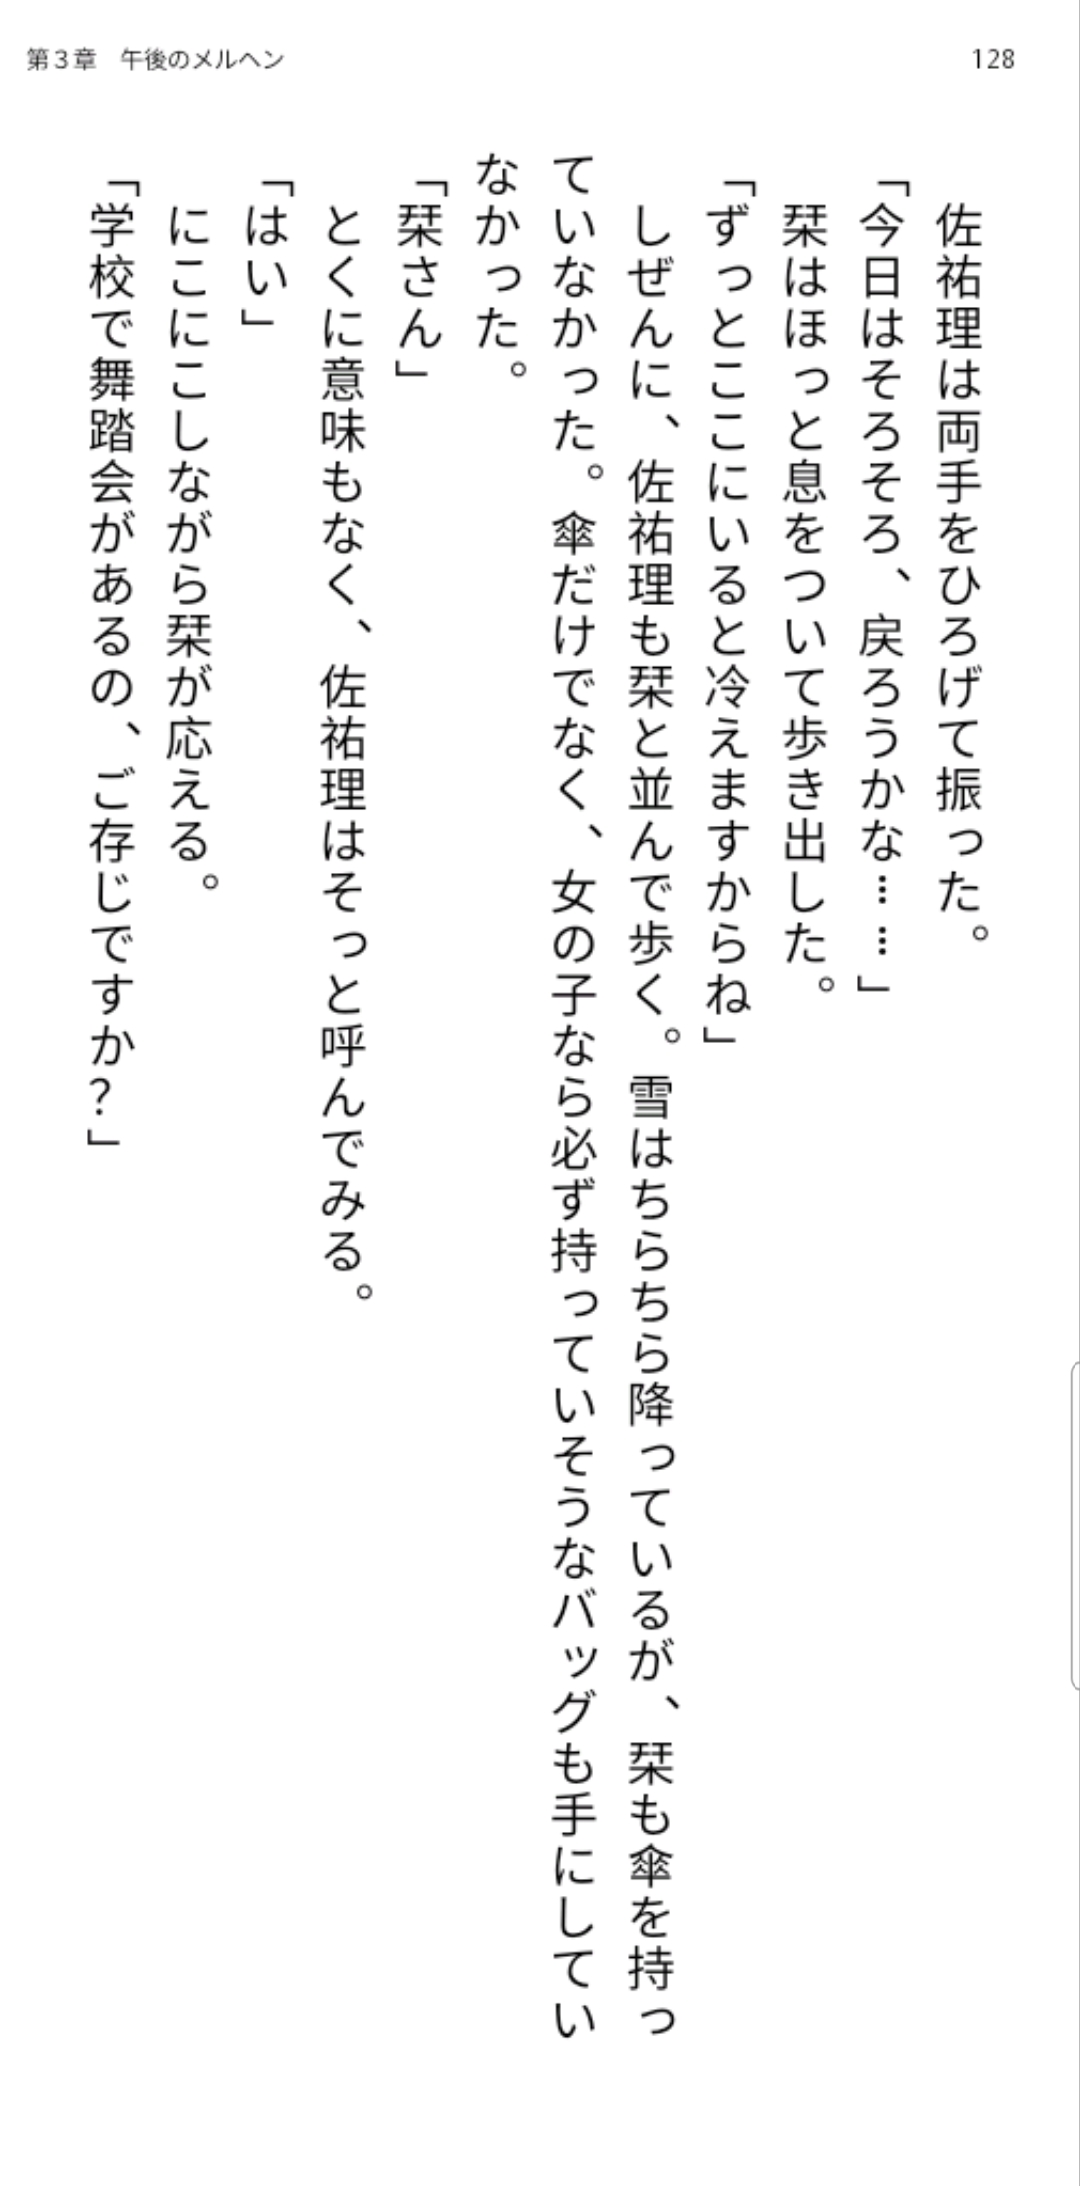 第３章　午後のメルヘン
128
　佐祐理は両手をひろげて振った。
「今日はそろそろ、戻ろうかな……」
　栞はほっと息をついて歩き出した。
「ずっとここにいると冷えますからね」
　しぜんに、佐祐理も栞と並んで歩く。雪はちらちら降っているが、栞も傘を持っ
ていなかった。傘だけでなく、女の子なら必ず持っていそうなバッグも手にしてい
なかった。
「栞さん」
　とくに意味もなく、佐祐理はそっと呼んでみる。
「はい」
　にこにこしながら栞が応える。
「学校で舞踏会があるの、ご存じですか？」